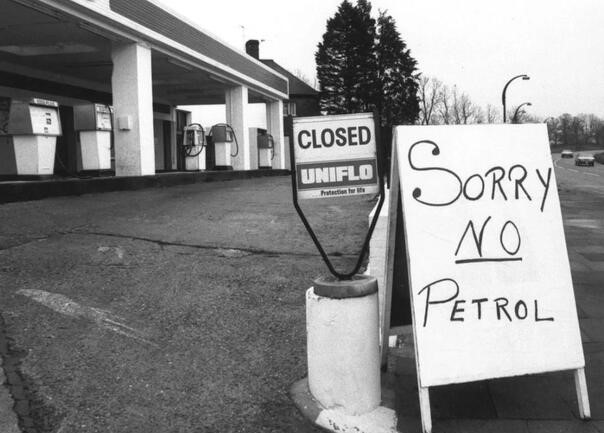 CLOSED
UNIFLO
Protection for life
SORRY
NO
PETROL